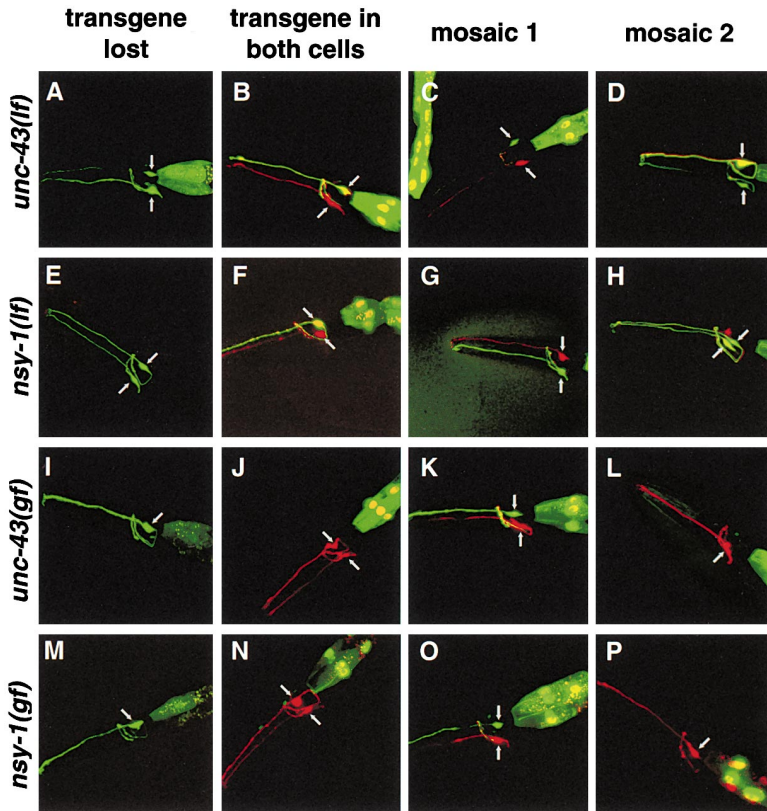 transgene lost
transgene in both cells
mosaic 1
mosaic 2
unc-43(lf)
A
B
C
D
nsy-1(lf)
E
F
G
H
unc-43(gf)
I
J
K
L
nsy-1(gf)
M
N
O
P